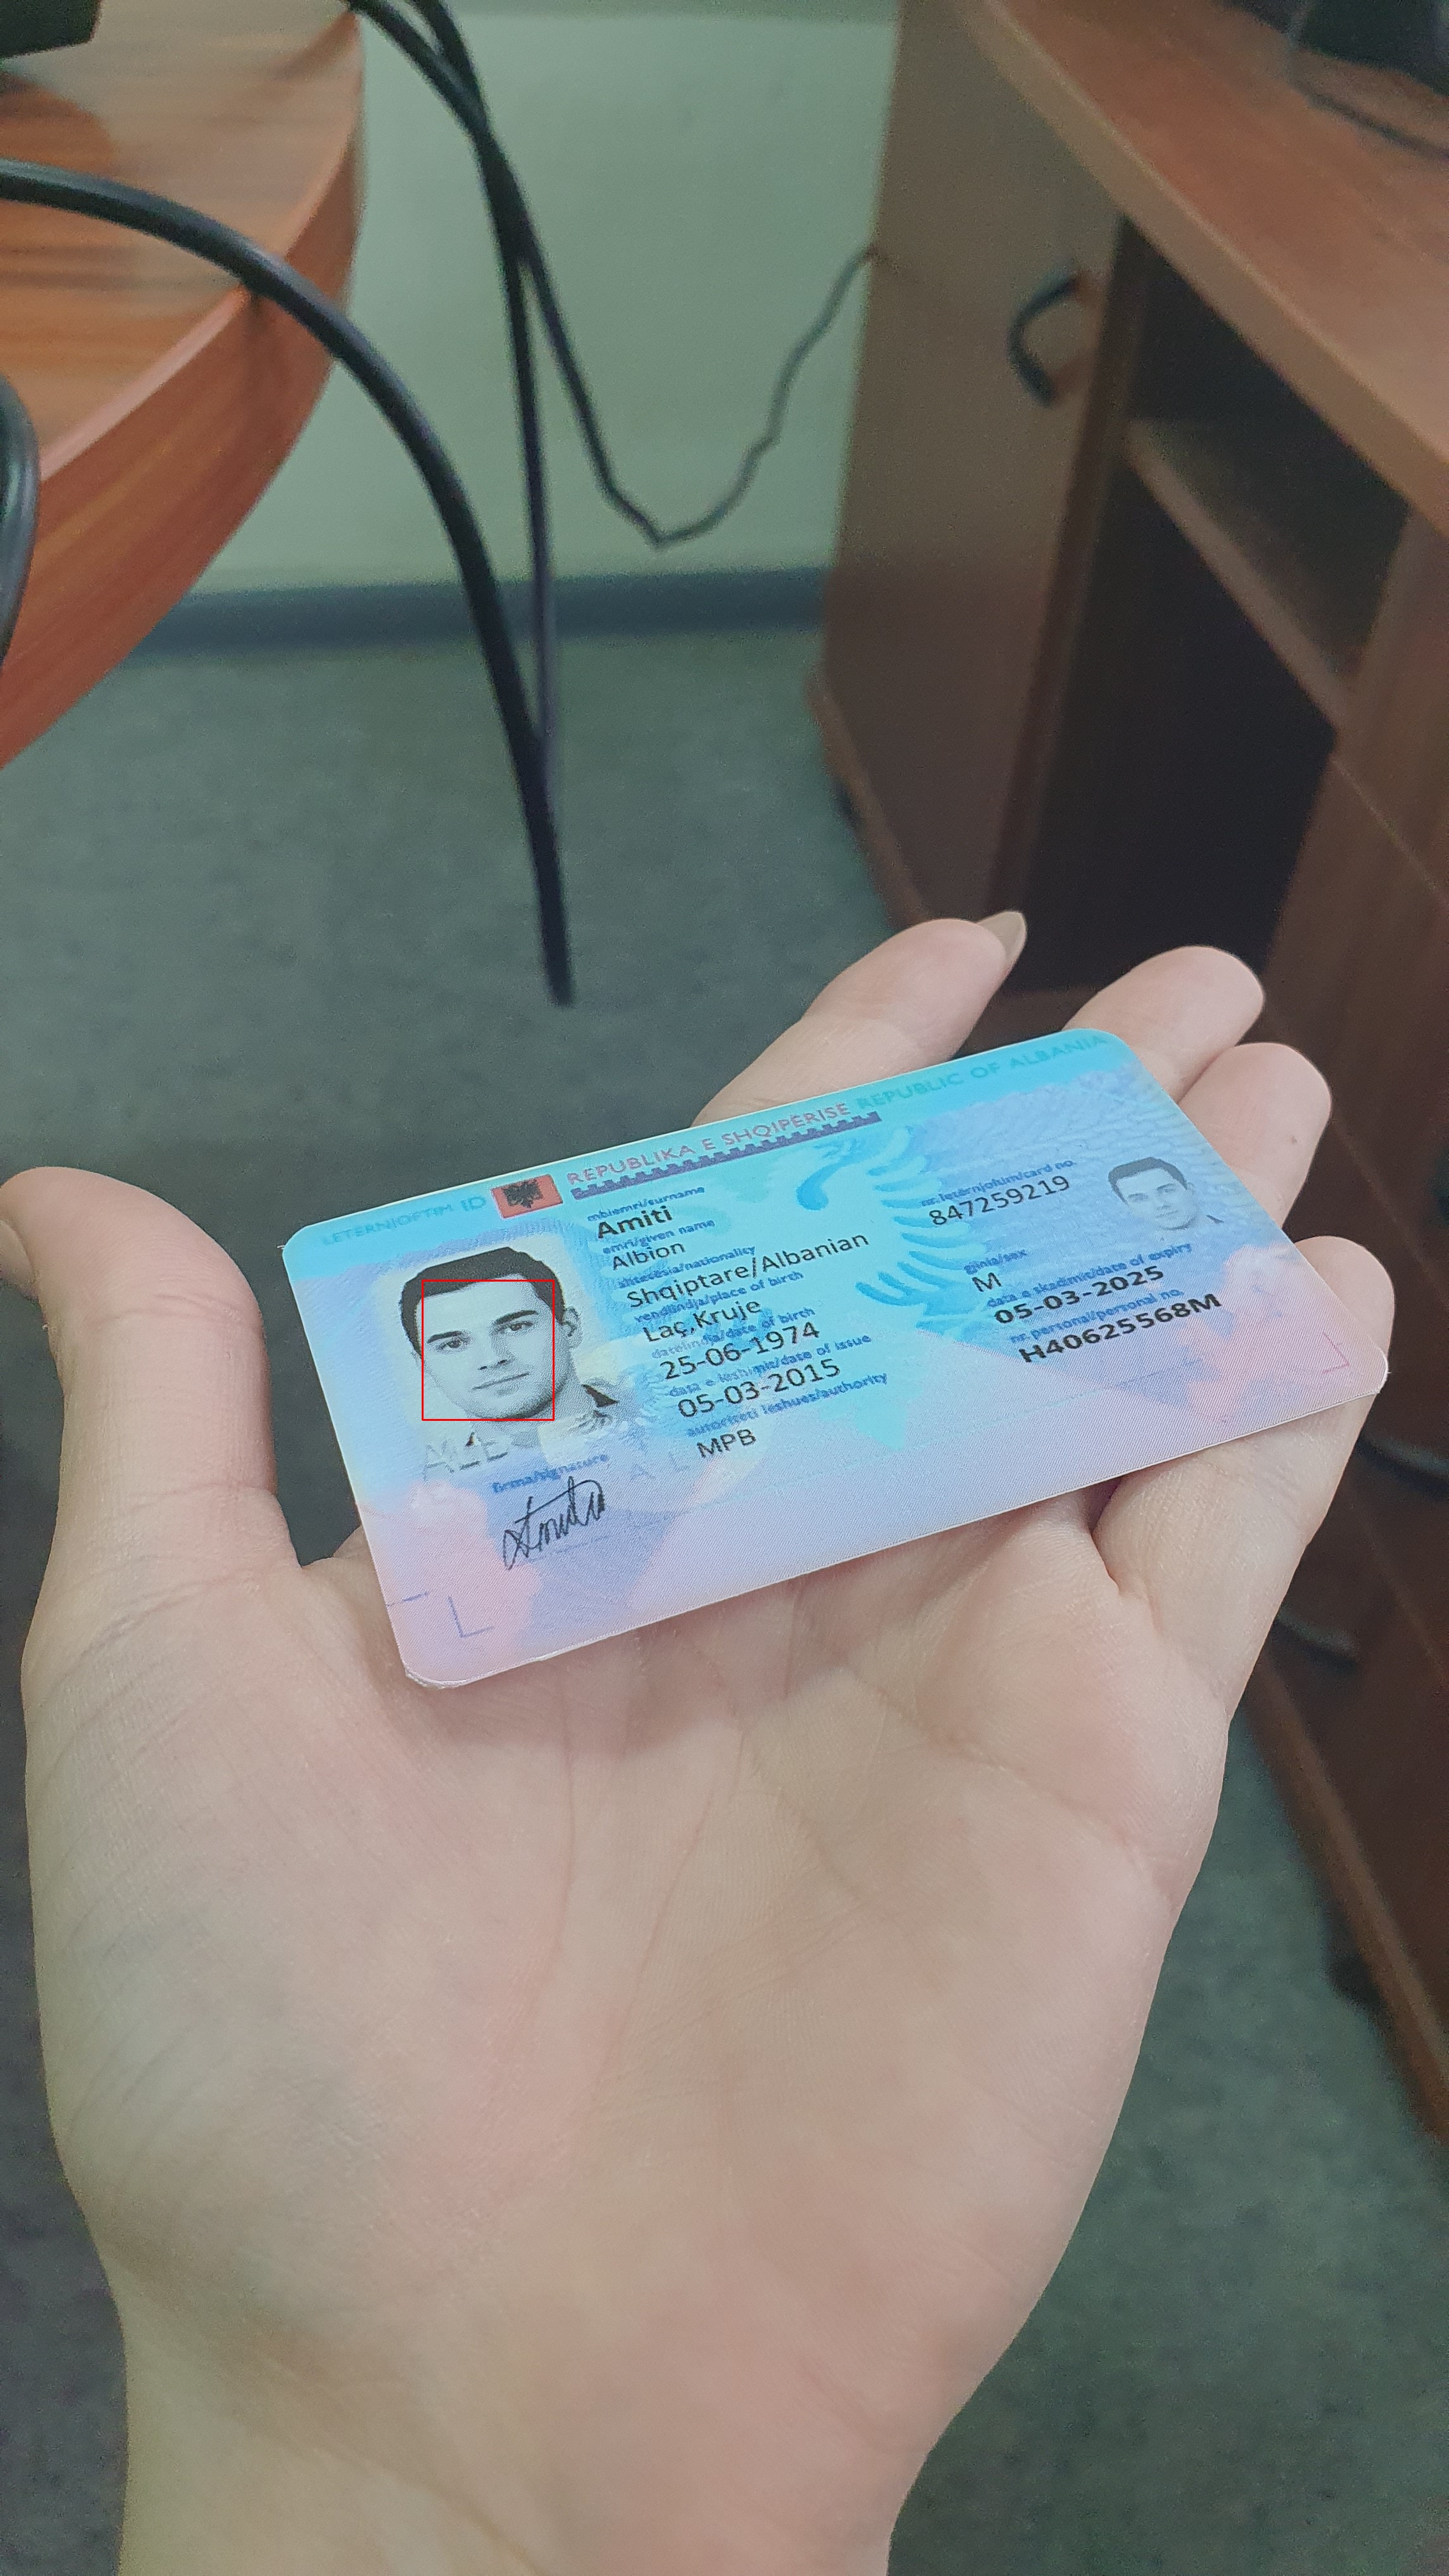 LETËRNJOFTIM ID REPUBLIKA E SHQIPËRISË REPUBLIC OF ALBANIA
mbiemri/surname
Amiti
emri/given name
Albion
shtetësia/nationality
Shqiptare/Albanian
vendlindja/place of birth
Laç,Kruje
datelindja/date of birth
25-06-1974
data e lëshimit/date of issue
05-03-2015
autoriteti lëshues/authority
MPB
nr.letërnjoftimi/card no.
847259219
gjinia/sex
M
data e skadimit/date of expiry
05-03-2025
nr. personal/personal no.
H40625568M
firma/signature